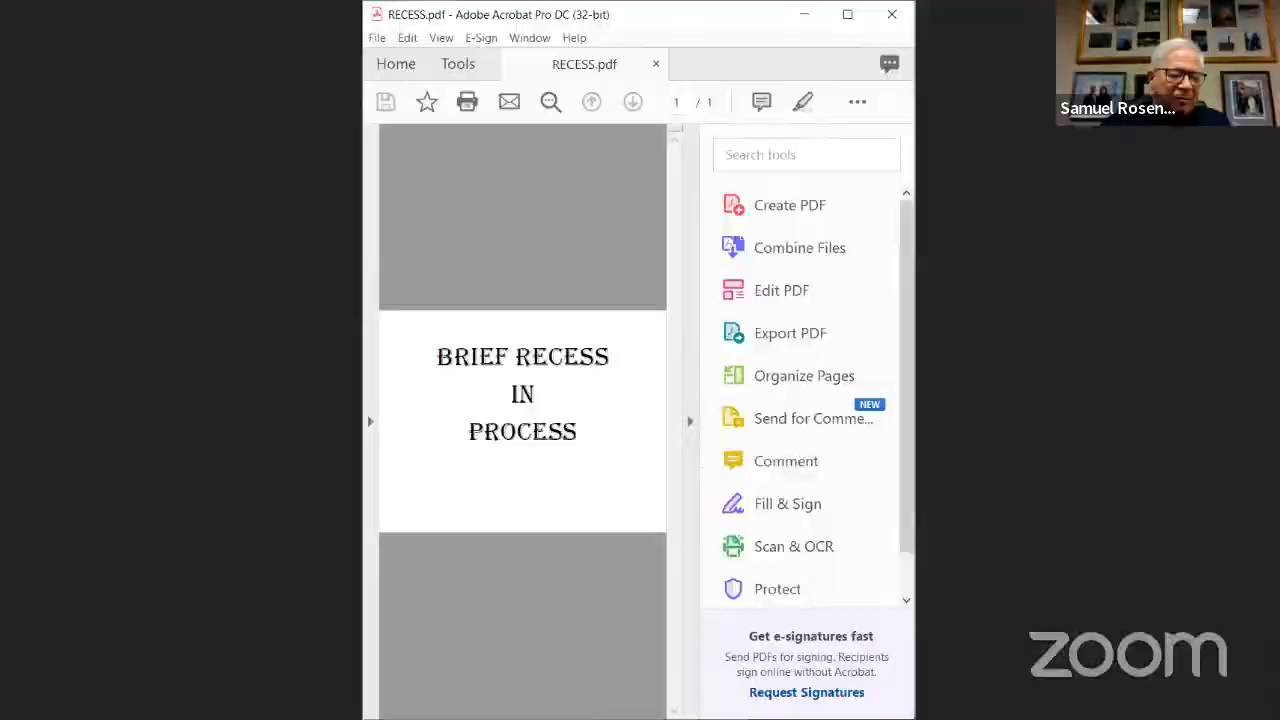 RECESS.pdf - Adobe Acrobat Pro DC (32-bit)
File Edit View E-Sign Window Help
Home Tools RECESS.pdf
1 / 1
Samuel Rosen...
Search tools
Create PDF
Combine Files
Edit PDF
Export PDF
Organize Pages
NEW
Send for Comme...
Comment
Fill & Sign
Scan & OCR
Protect
BRIEF RECESS
IN
PROCESS
Get e-signatures fast
Send PDFs for signing. Recipients
sign online without Acrobat.
Request Signatures
zoom